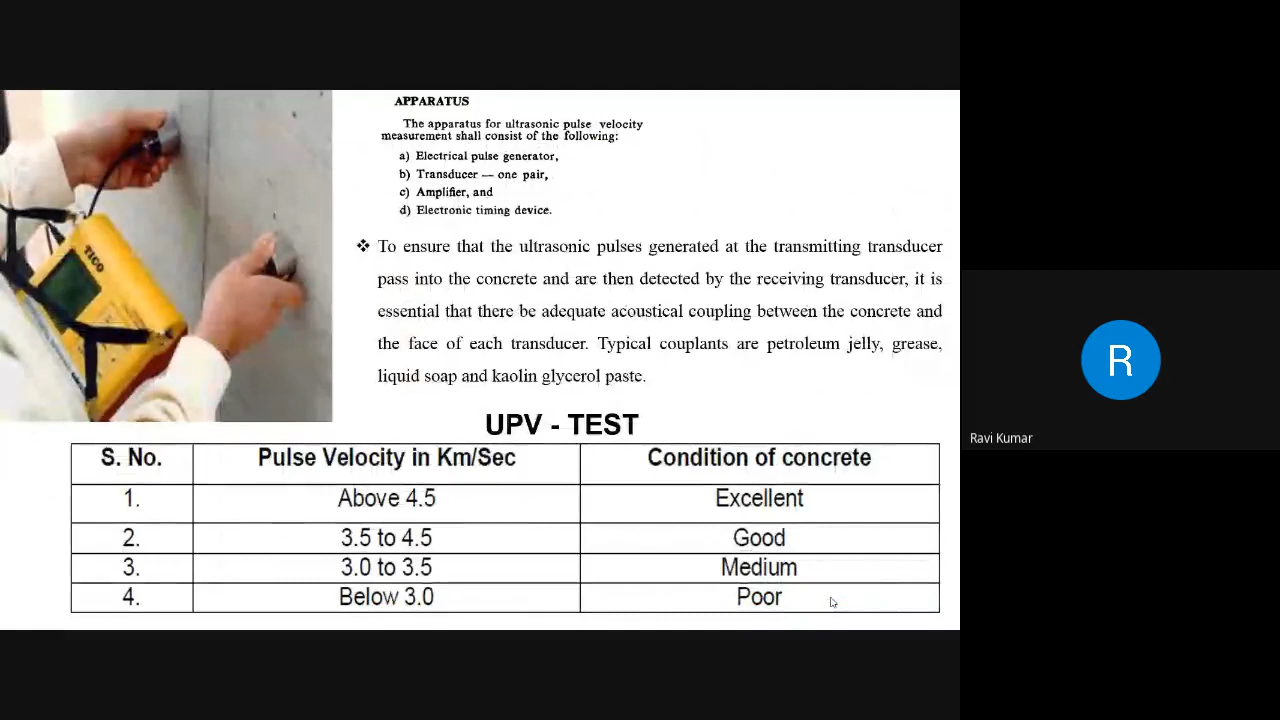 APPARATUS
The apparatus for ultrasonic pulse velocity
measurement shall consist of the following:
a) Electrical pulse generator,
b) Transducer — one pair,
c) Amplifier, and
d) Electronic timing device.
❖ To ensure that the ultrasonic pulses generated at the transmitting transducer
pass into the concrete and are then detected by the receiving transducer, it is
essential that there be adequate acoustical coupling between the concrete and
the face of each transducer. Typical couplants are petroleum jelly, grease,
liquid soap and kaolin glycerol paste.
TICO
UPV - TEST
S. No. Pulse Velocity in Km/Sec Condition of concrete
1. Above 4.5 Excellent
2. 3.5 to 4.5 Good
3. 3.0 to 3.5 Medium
4. Below 3.0 Poor
R
Ravi Kumar